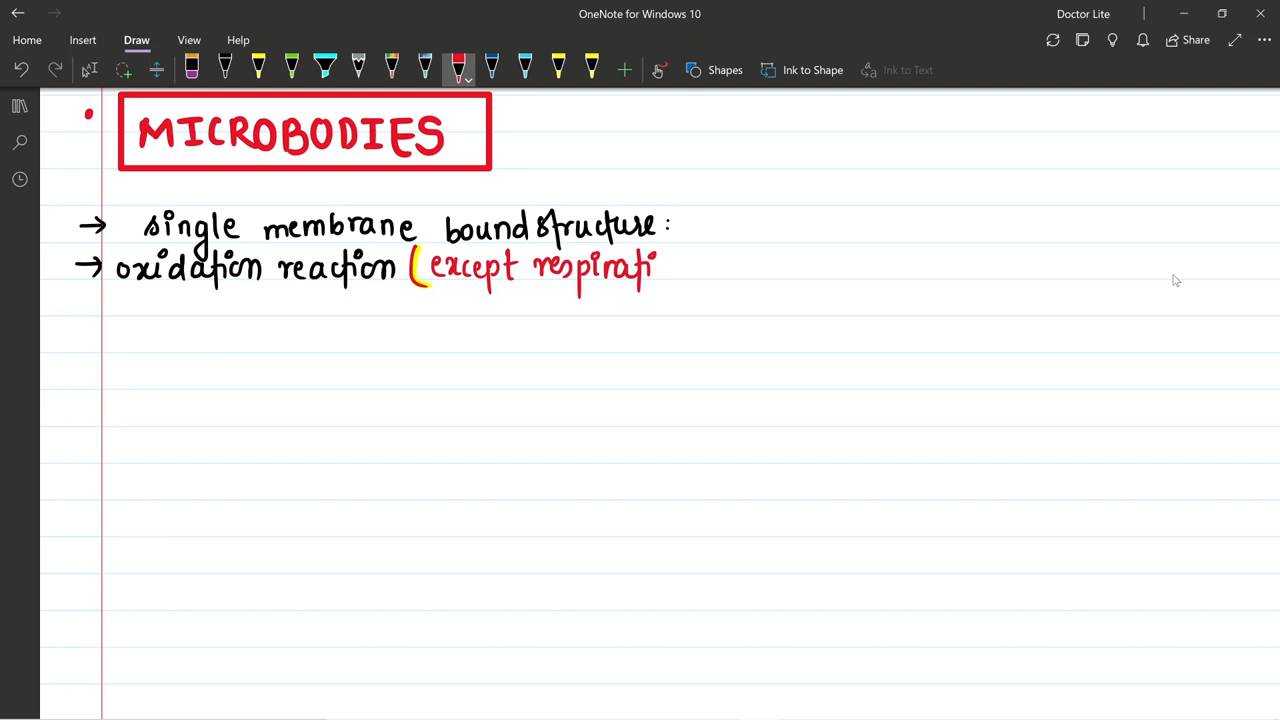 OneNote for Windows 10
Doctor Lite
Home Insert Draw View Help
Share
Shapes Ink to Shape Ink to Text
• MICROBODIES
→ single membrane bound structure :
→ oxidation reaction (except respirati